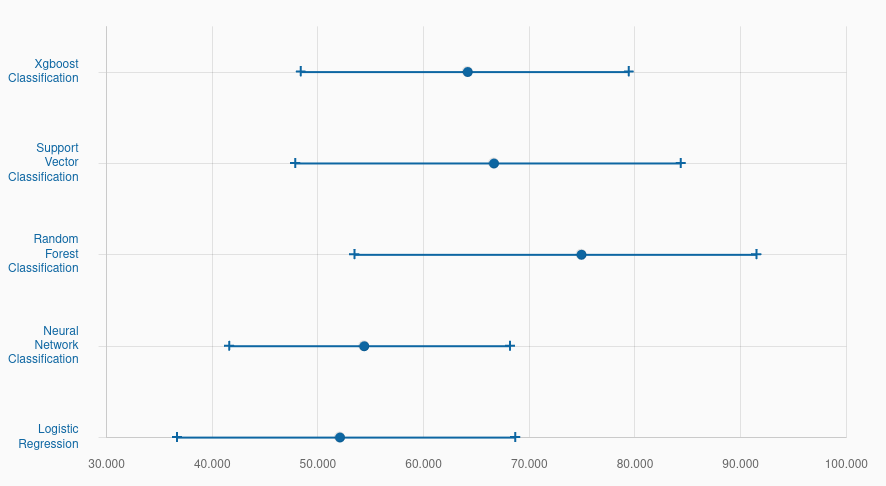 Xgboost
Classification
Support
Vector
Classification
Random
Forest
Classification
Neural
Network
Classification
Logistic
Regression
30.000 40.000 50.000 60.000 70.000 80.000 90.000 100.000